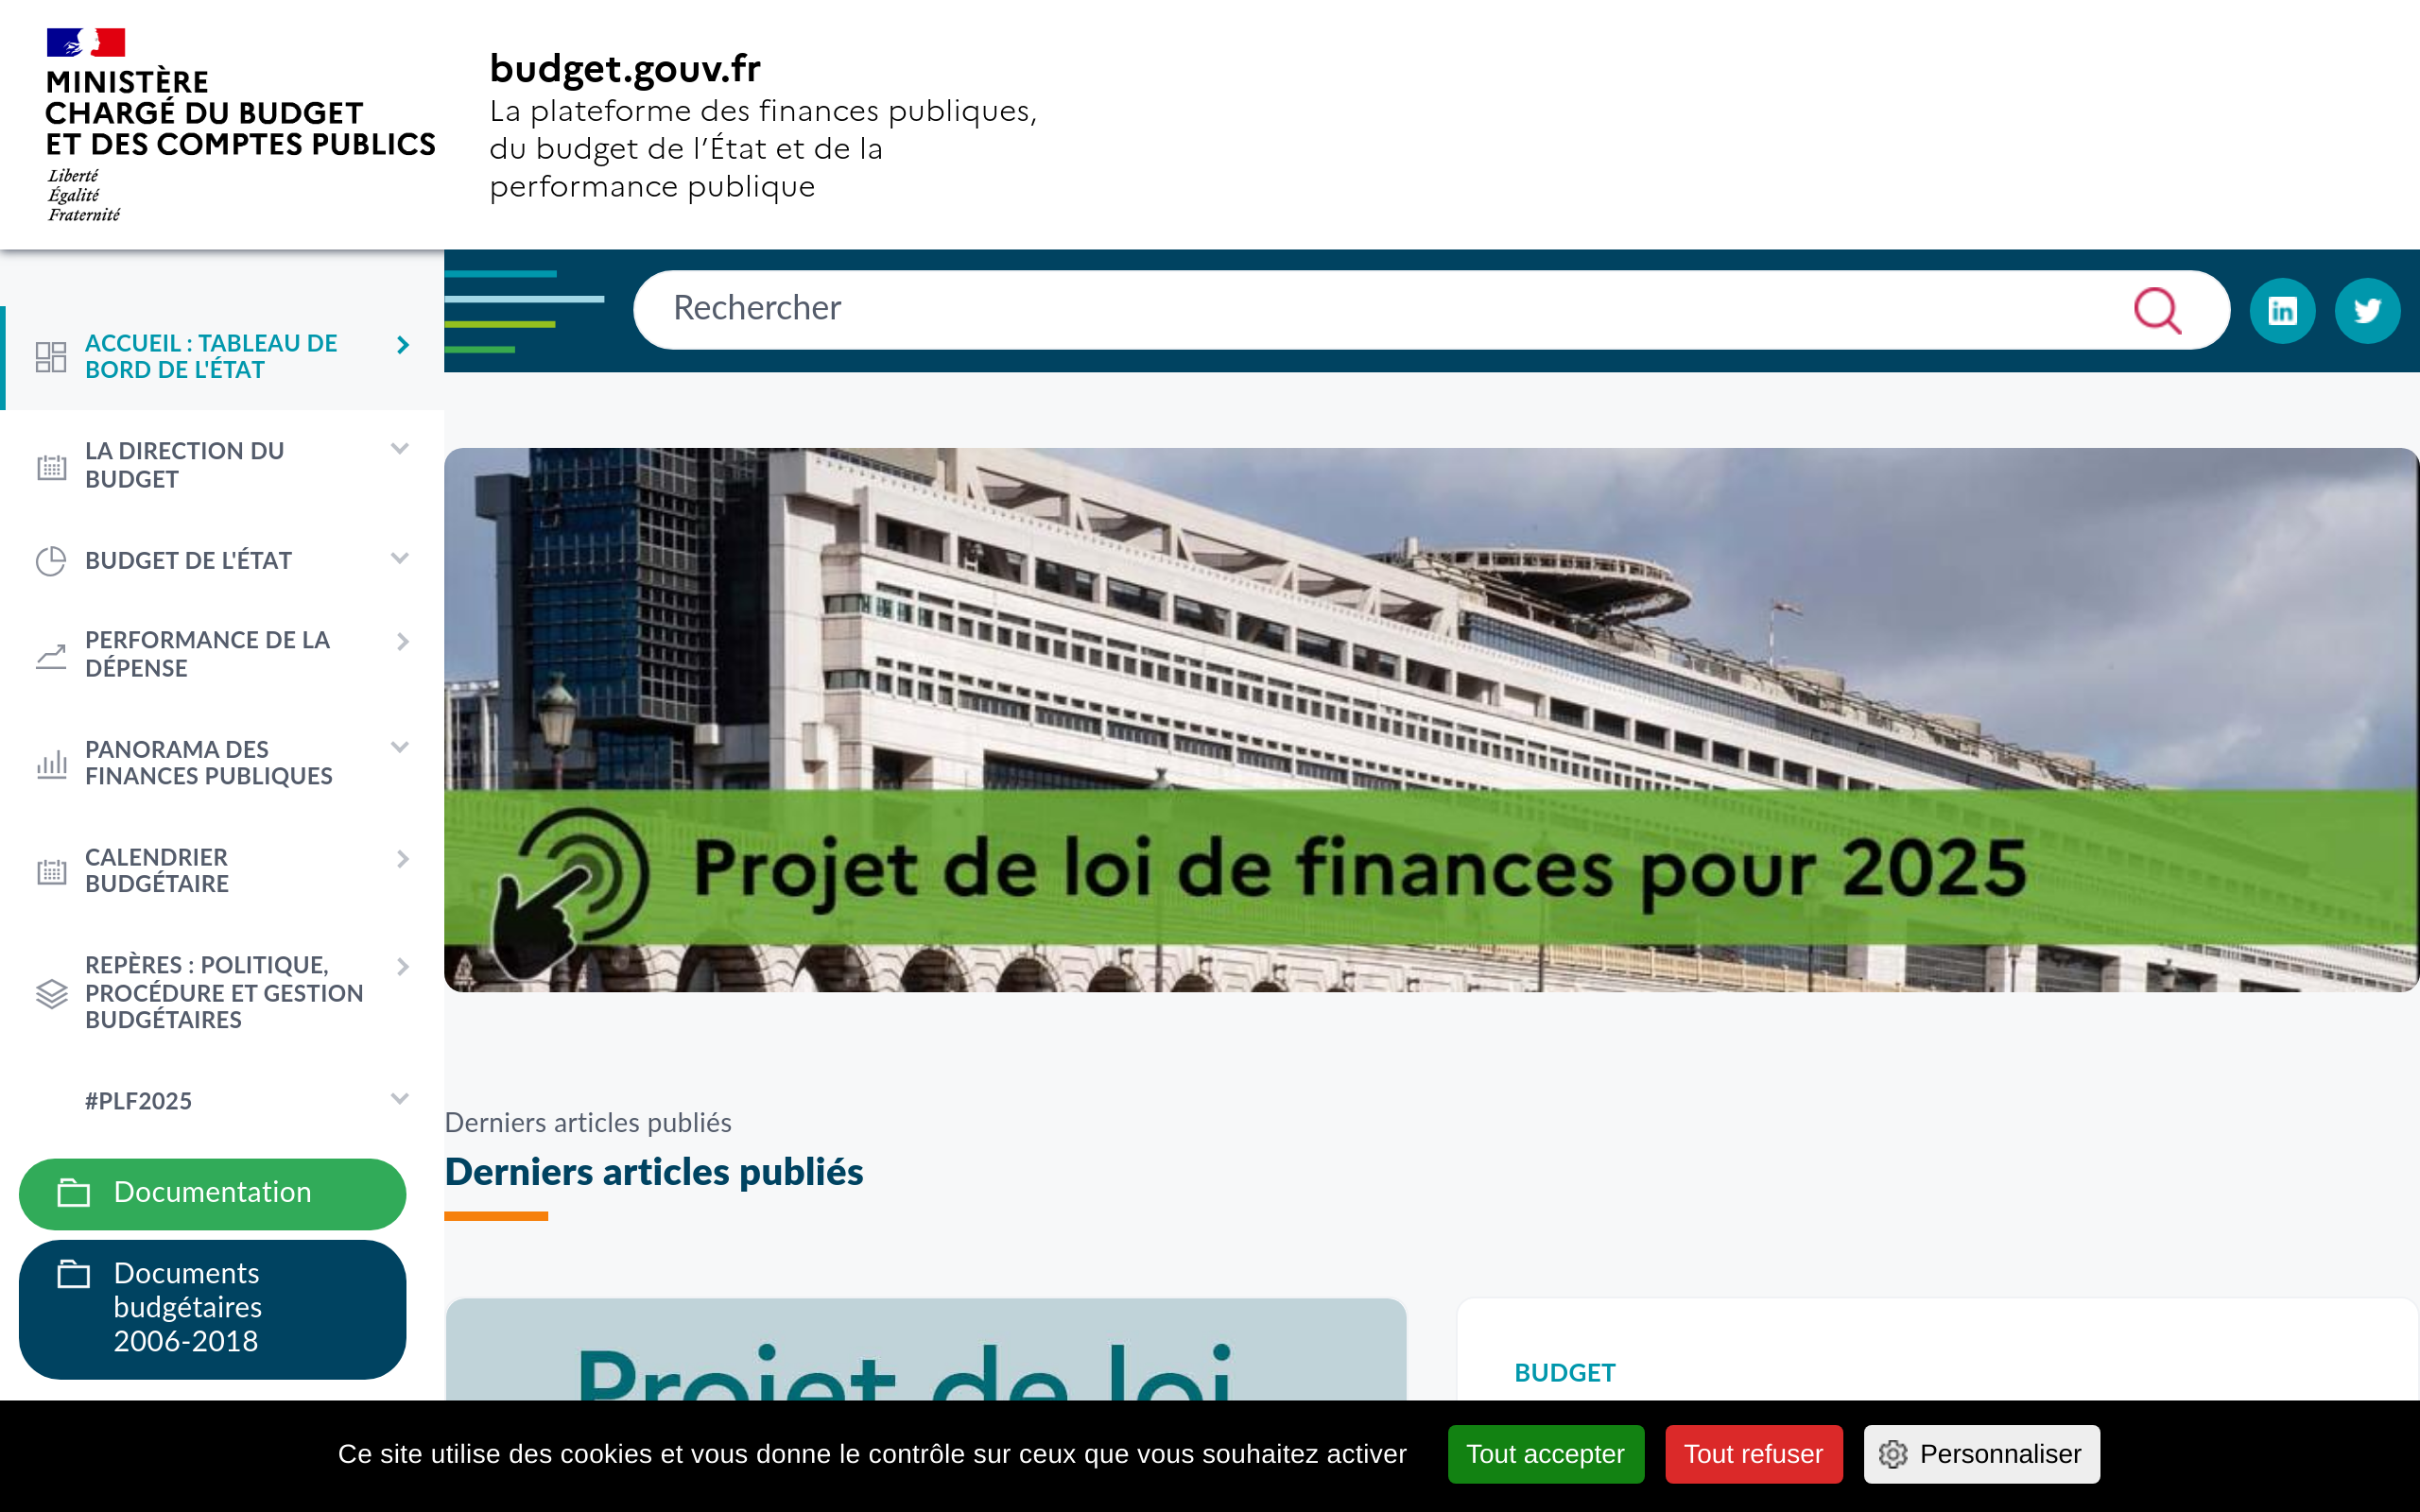 MINISTÈRE
CHARGÉ DU BUDGET
ET DES COMPTES PUBLICS
Liberté
Égalité
Fraternité
budget.gouv.fr
La plateforme des finances publiques,
du budget de l’État et de la
performance publique
Rechercher
ACCUEIL : TABLEAU DE
BORD DE L'ÉTAT
LA DIRECTION DU
BUDGET
BUDGET DE L'ÉTAT
PERFORMANCE DE LA
DÉPENSE
PANORAMA DES
FINANCES PUBLIQUES
CALENDRIER
BUDGÉTAIRE
REPÈRES : POLITIQUE,
PROCÉDURE ET GESTION
BUDGÉTAIRES
#PLF2025
Documentation
Documents
budgétaires
2006-2018
Projet de loi de finances pour 2025
Derniers articles publiés
Derniers articles publiés
Projet de loi
BUDGET
Ce site utilise des cookies et vous donne le contrôle sur ceux que vous souhaitez activer
Tout accepter
Tout refuser
Personnaliser